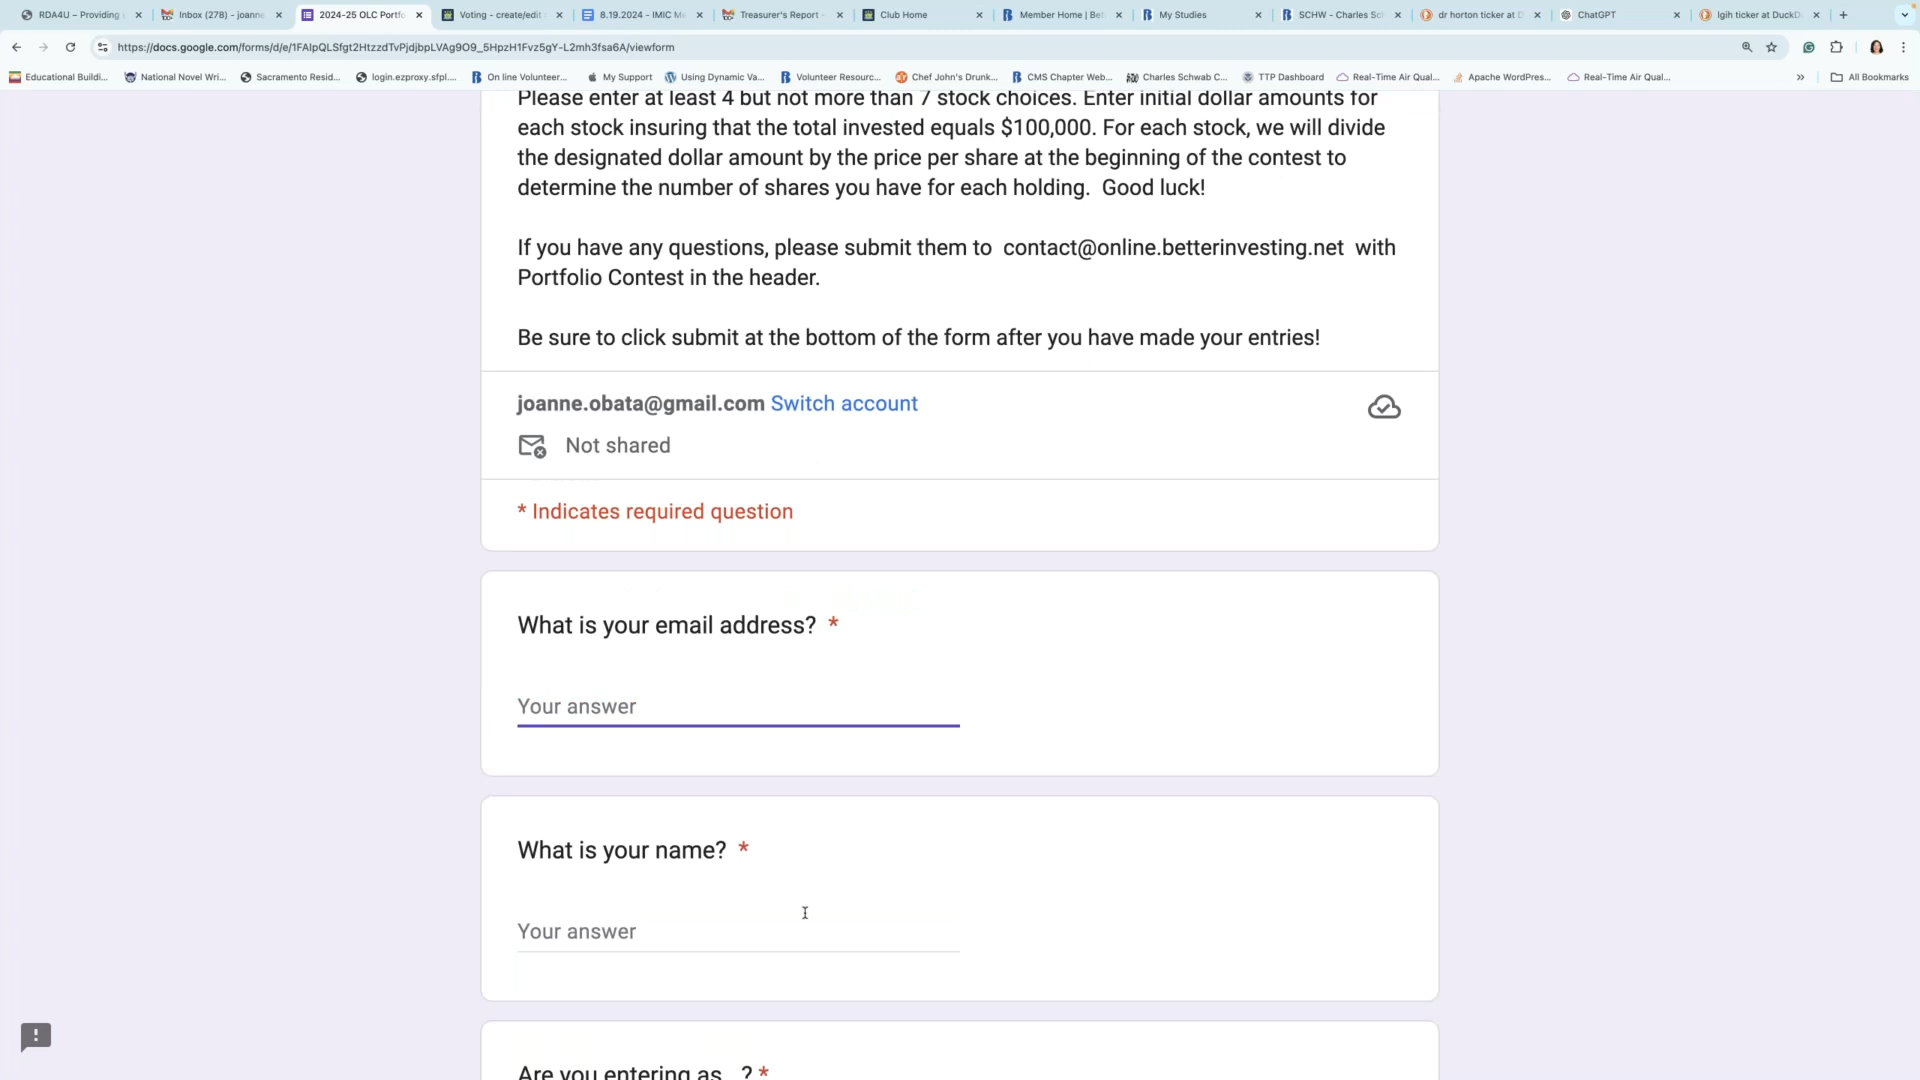 RDA4U – Providing
Inbox (278) - joanne
2024-25 OLC Portfo
Voting - create/edit
8.19.2024 - IMIC Me
Treasurer's Report -
Club Home
Member Home | Bet
My Studies
SCHW - Charles Sc
dr horton ticker at D
ChatGPT
lgih ticker at DuckD
https://docs.google.com/forms/d/e/1FAIpQLSfgt2HtzzdTvPjdjbpLVAg9O9_5HpzH1Fvz5gY-L2mh3fsa6A/viewform
Educational Buildi...
National Novel Wri...
Sacramento Resid...
login.ezproxy.sfpl....
On line Volunteer...
My Support
Using Dynamic Va...
Volunteer Resourc...
Chef John's Drunk...
CMS Chapter Web...
Charles Schwab C...
TTP Dashboard
Real-Time Air Qual...
Apache WordPres...
Real-Time Air Qual...
All Bookmarks
Please enter at least 4 but not more than 7 stock choices. Enter initial dollar amounts for
each stock insuring that the total invested equals $100,000. For each stock, we will divide
the designated dollar amount by the price per share at the beginning of the contest to
determine the number of shares you have for each holding.  Good luck!
If you have any questions, please submit them to  contact@online.betterinvesting.net  with
Portfolio Contest in the header.
Be sure to click submit at the bottom of the form after you have made your entries!
joanne.obata@gmail.com Switch account
Not shared
* Indicates required question
What is your email address? *
Your answer
What is your name? *
Your answer
Are you entering as...? *